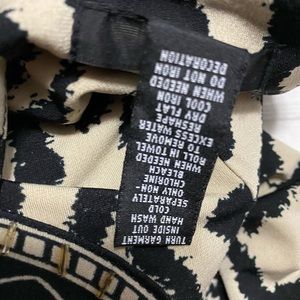 TURN GARMENT
INSIDE OUT
HAND WASH
COLD
SEPARATELY
ONLY NON-
CHLORINE
BLEACH
WHEN NEEDED
ROLL IN TOWEL
TO REMOVE
EXCESS WATER
RESHAPE
DRY FLAT
COOL IRON
WHEN NEEDED
DO NOT IRON
DECORATION